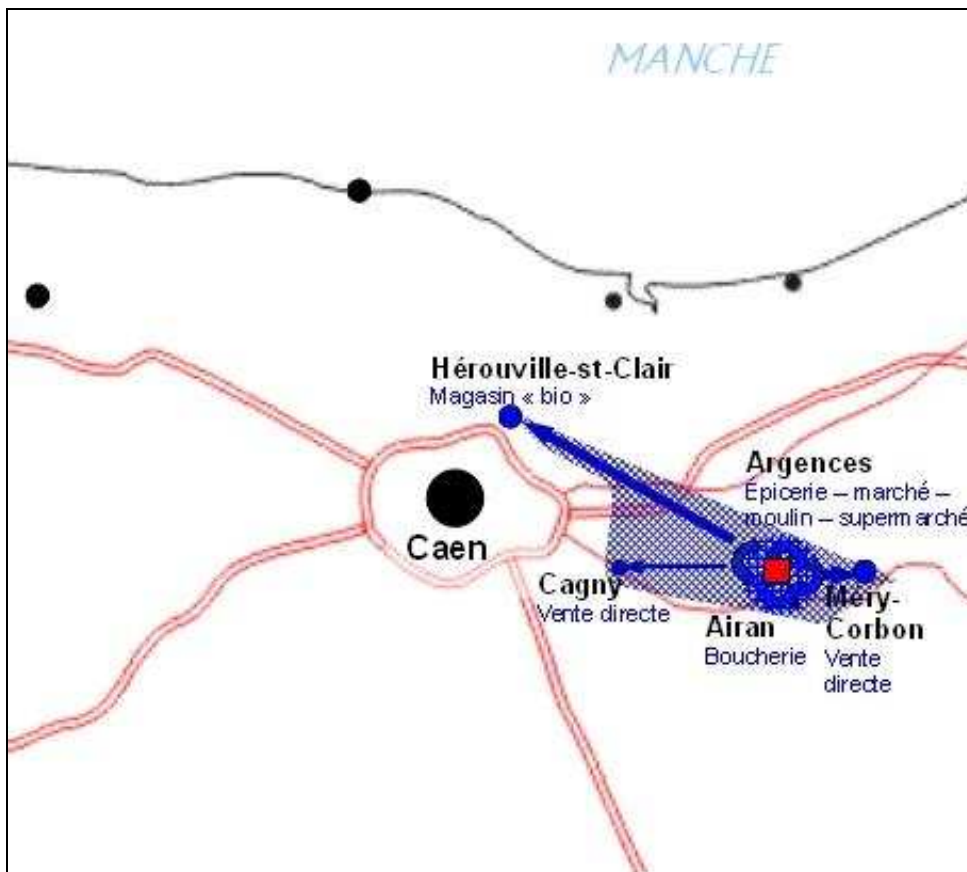 MANCHE
Hérouville-st-Clair
Magasin « bio »
Argences
Épicerie – marché –
moulin – supermarché
Caen
Cagny
Vente directe
Airan
Boucherie
Méry-
Corbon
Vente
directe